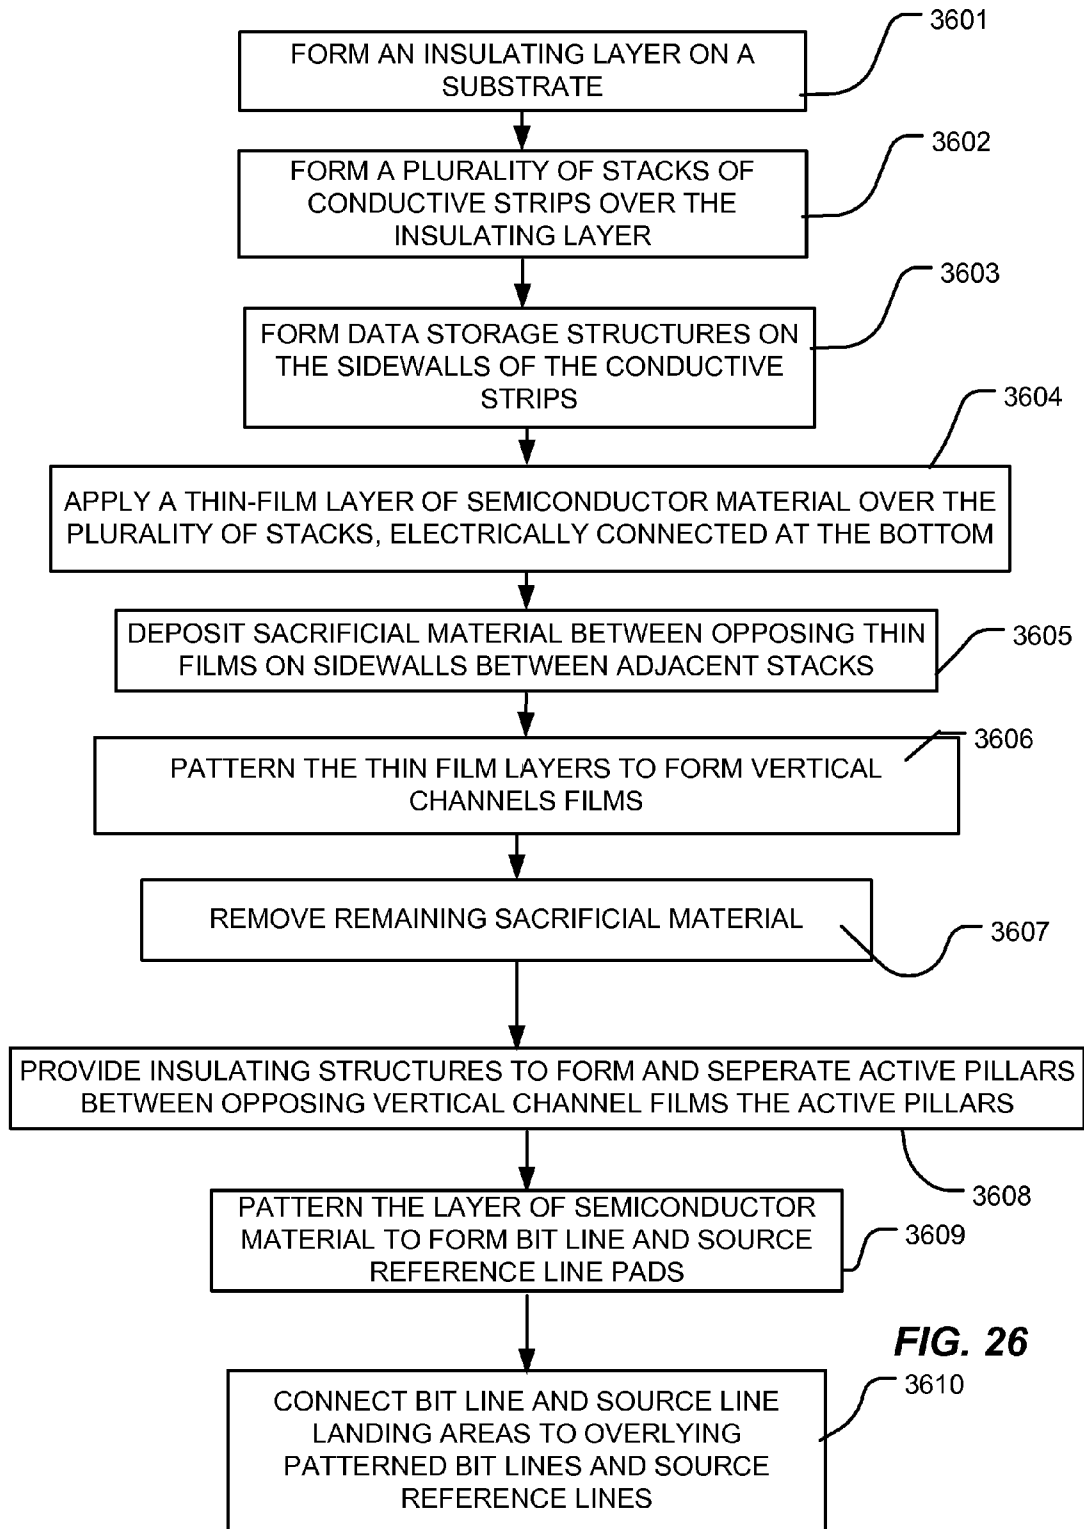 3601
FORM AN INSULATING LAYER ON A
SUBSTRATE
3602
FORM A PLURALITY OF STACKS OF
CONDUCTIVE STRIPS OVER THE
INSULATING LAYER
3603
FORM DATA STORAGE STRUCTURES ON
THE SIDEWALLS OF THE CONDUCTIVE
STRIPS
3604
APPLY A THIN-FILM LAYER OF SEMICONDUCTOR MATERIAL OVER THE
PLURALITY OF STACKS, ELECTRICALLY CONNECTED AT THE BOTTOM
DEPOSIT SACRIFICIAL MATERIAL BETWEEN OPPOSING THIN
FILMS ON SIDEWALLS BETWEEN ADJACENT STACKS
3605
3606
PATTERN THE THIN FILM LAYERS TO FORM VERTICAL
CHANNELS FILMS
REMOVE REMAINING SACRIFICIAL MATERIAL
3607
PROVIDE INSULATING STRUCTURES TO FORM AND SEPERATE ACTIVE PILLARS
BETWEEN OPPOSING VERTICAL CHANNEL FILMS THE ACTIVE PILLARS
3608
PATTERN THE LAYER OF SEMICONDUCTOR
MATERIAL TO FORM BIT LINE AND SOURCE
REFERENCE LINE PADS
3609
FIG. 26
3610
CONNECT BIT LINE AND SOURCE LINE
LANDING AREAS TO OVERLYING
PATTERNED BIT LINES AND SOURCE
REFERENCE LINES